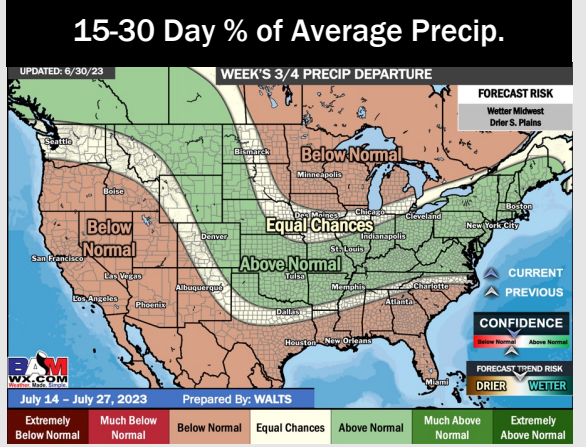 15-30 Day % of Average Precip.
UPDATED: 6/30/23
WEEK'S 3/4 PRECIP DEPARTURE
FORECAST RISK
Wetter Midwest
Drier S. Plains
Seattle
Bismarck
Below Normal
Minneapolis
Boise
Boston
Des Moines
Chicago
Cleveland
New York City
Below
Normal
Equal Chances
Denver
Indianapolis
St. Louis
San Francisco
Above Normal
Tulsa
CURRENT
Las Vegas
Albuquerque
Memphis
Charlotte
PREVIOUS
Los Angeles
Phoenix
Dallas
Atlanta
CONFIDENCE
Below Normal
Above Normal
Houston
New Orleans
FORECAST TREND RISK
DRIER
WETTER
Miami
BAM
WX.COM
Weather. Made. Simple.
July 14 – July 27, 2023
Prepared By: WALTS
Extremely
Below Normal
Much Below
Normal
Below Normal
Equal Chances
Above Normal
Much Above
Normal
Extremely
Above Normal